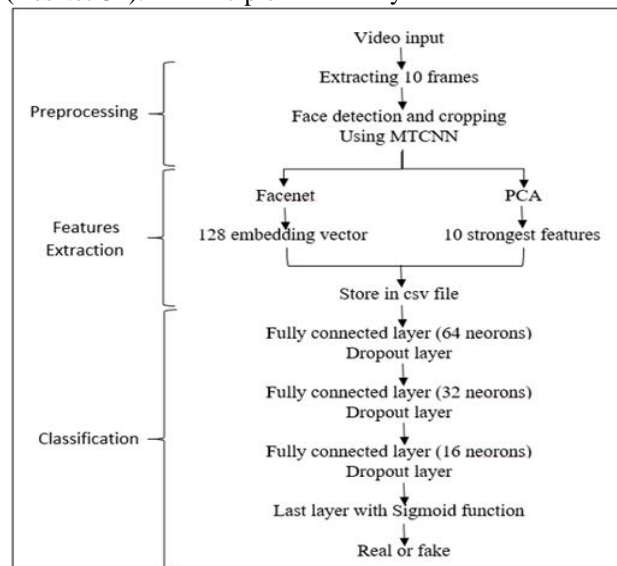 Video input
Extracting 10 frames
Preprocessing
Face detection and cropping
Using MTCNN
Facenet
PCA
Features
Extraction
128 embedding vector
10 strongest features
Store in csv file
Fully connected layer (64 neorons)
Dropout layer
Fully connected layer (32 neorons)
Dropout layer
Classification
Fully connected layer (16 neorons)
Dropout layer
Last layer with Sigmoid function
Real or fake